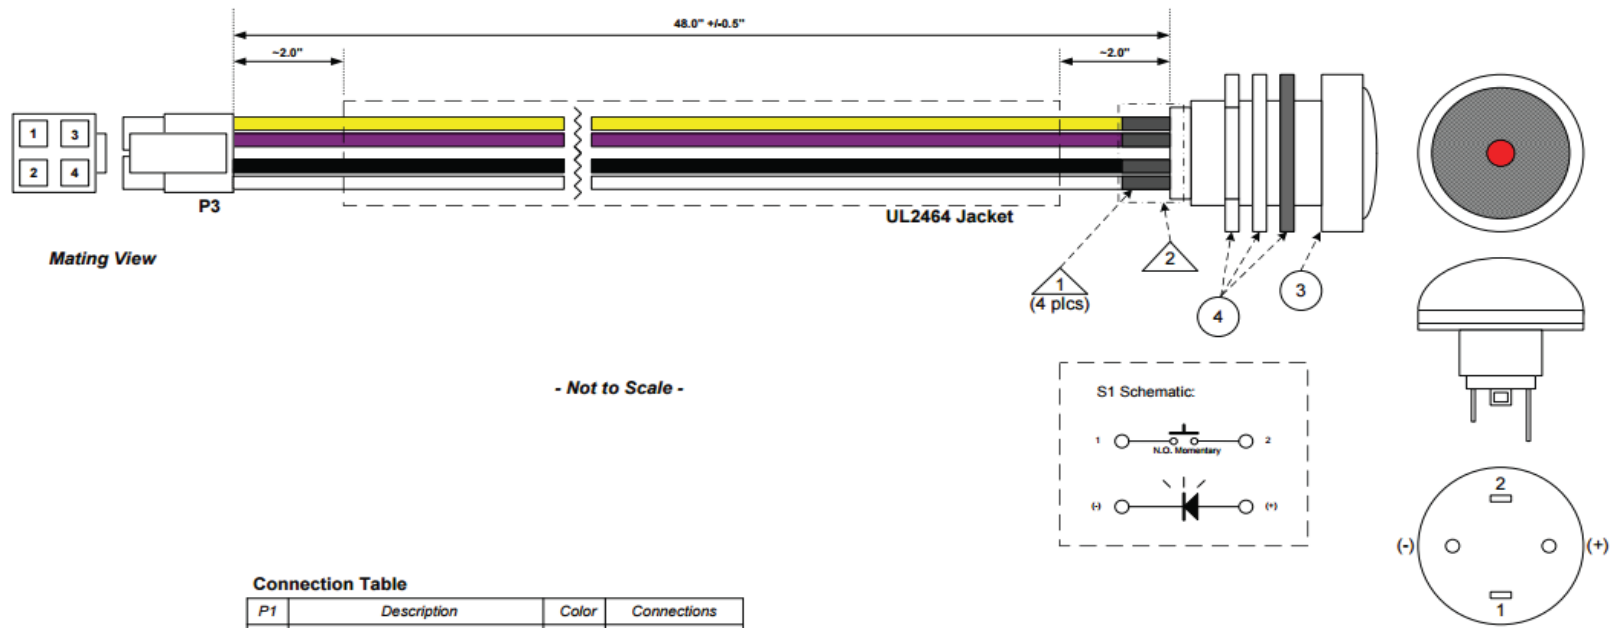 48.0" +/-0.5"
~2.0"
~2.0"
1 3
2 4
P3
UL2464 Jacket
Mating View
1
(4 plcs)
2
4
3
- Not to Scale -
S1 Schematic:
1 2
N.O. Momentary
(-) (+)
2
(-) (+)
1
Connection Table
P1 Description Color Connections